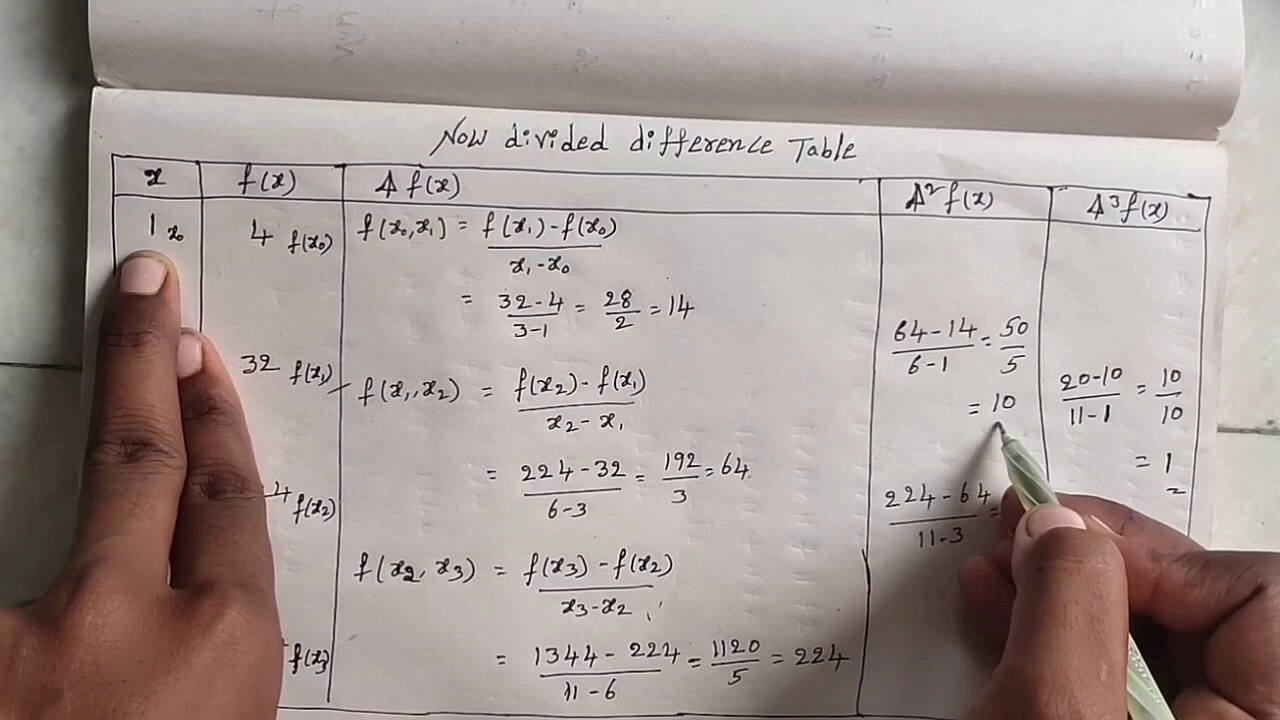 Now divided difference Table
x f(x) Δ f(x) Δ² f(x) Δ³ f(x)
1 x₀ 4 f(x₀) f(x₀,x₁) = f(x₁)-f(x₀)
x₁-x₀
= 32-4 = 28 = 14
3-1 2
64-14 = 50
6-1 5
= 10
20-10 = 10
11-1 10
= 1
32 f(x₁) f(x₁,x₂) = f(x₂)-f(x₁)
x₂-x₁
= 224-32 = 192 = 64
6-3 3
224-64 =
11-3
4 f(x₂)
f(x₂, x₃) = f(x₃)-f(x₂)
x₃-x₂
f(x₃) = 1344-224 = 1120 = 224
11-6 5